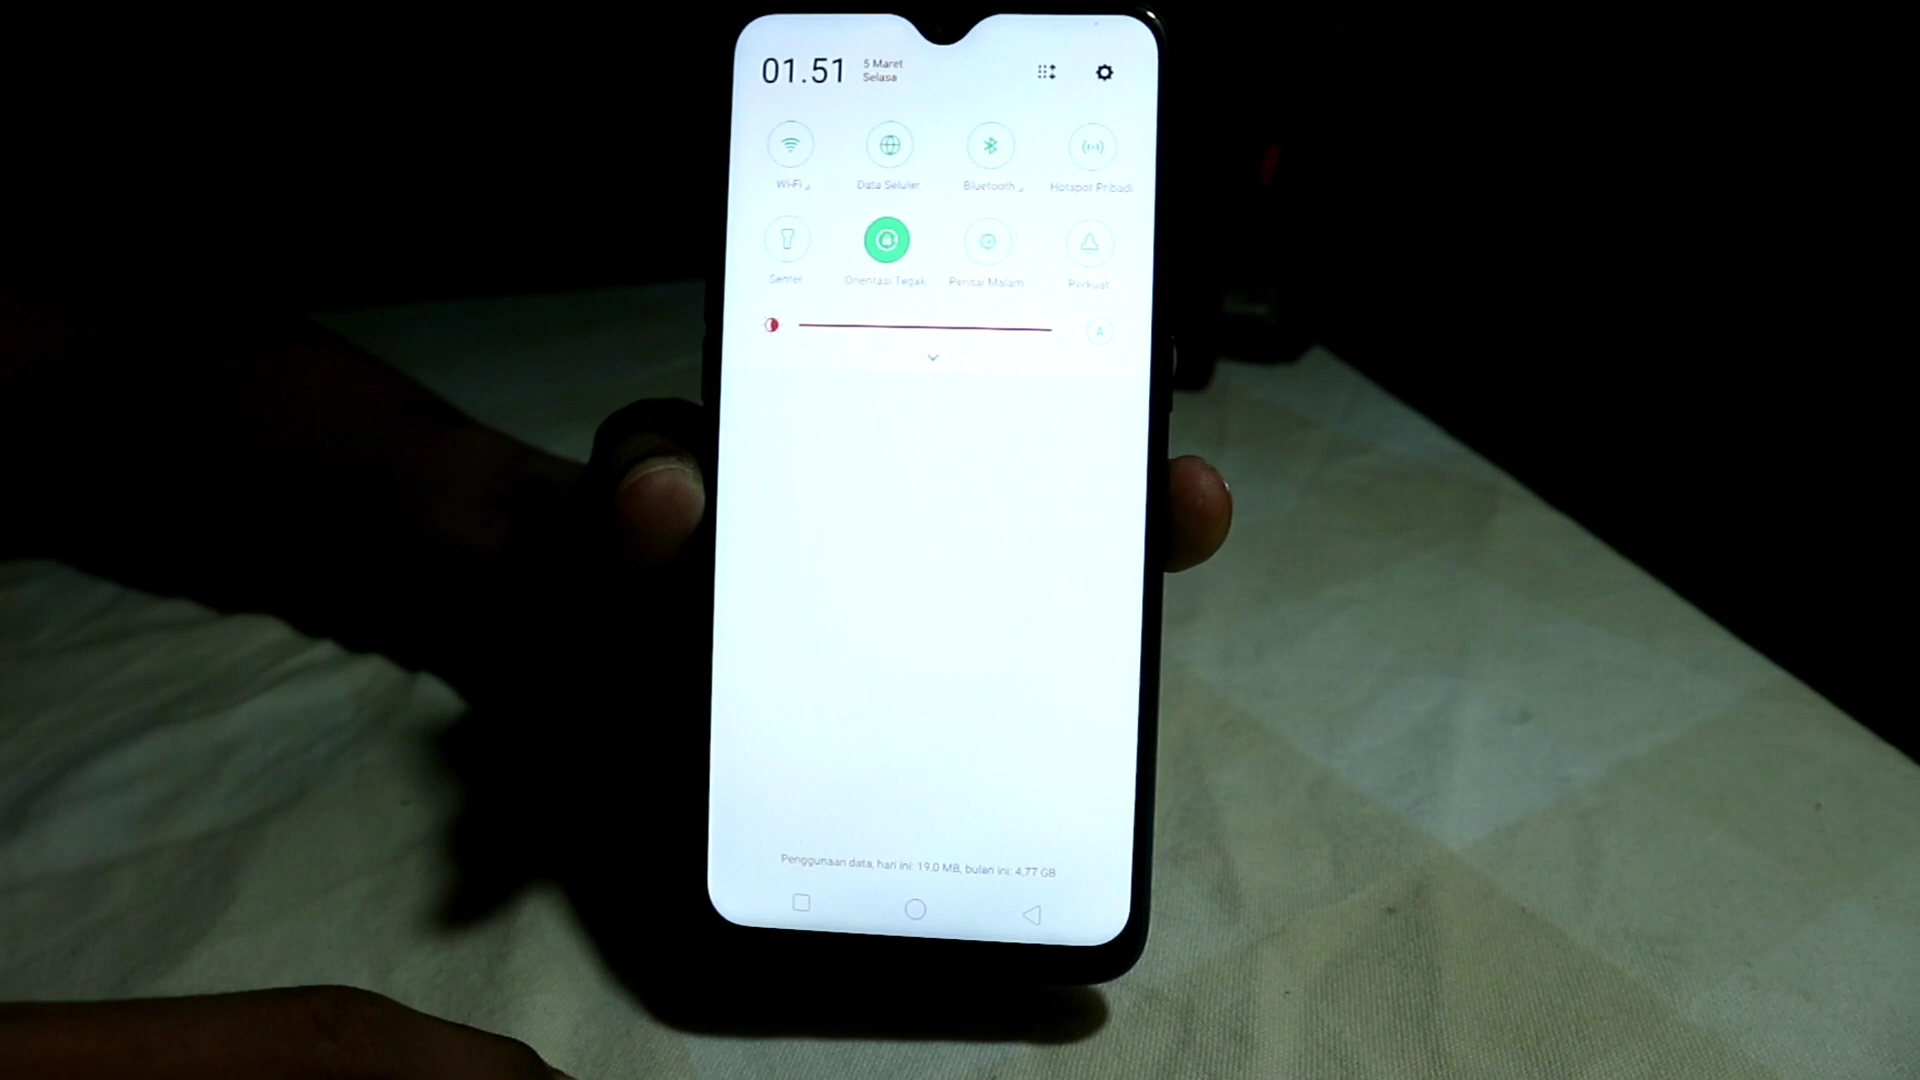 01.51
5 Maret
Selasa
Wi-Fi
Data Seluler
Bluetooth
Hotspot Pribadi
Senter
Orientasi Tegak
Perisai Malam
Perkuat
A
Penggunaan data, hari ini: 19,0 MB, bulan ini: 4,77 GB